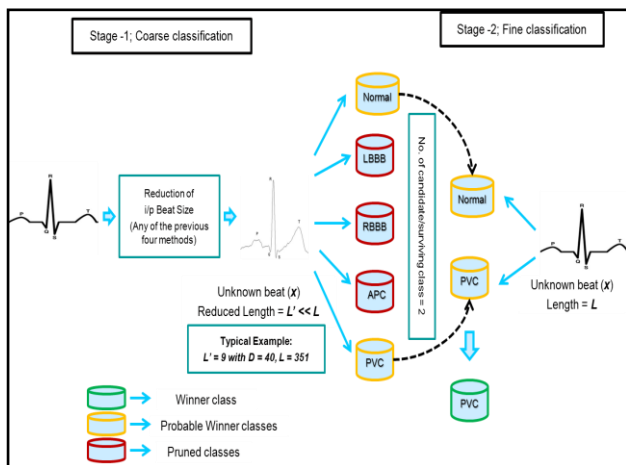 Stage -1; Coarse classification
Stage -2; Fine classification
Normal
LBBB
RBBB
APC
PVC
No. of candidate/surviving class = 2
R
P
Q
S
T
Reduction of
i/p Beat Size
(Any of the previous
four methods)
Unknown beat (x)
Reduced Length = L' << L
Typical Example:
L' = 9 with D = 40, L = 351
Normal
PVC
PVC
R
P
Q
S
T
Unknown beat (x)
Length = L
Winner class
Probable Winner classes
Pruned classes